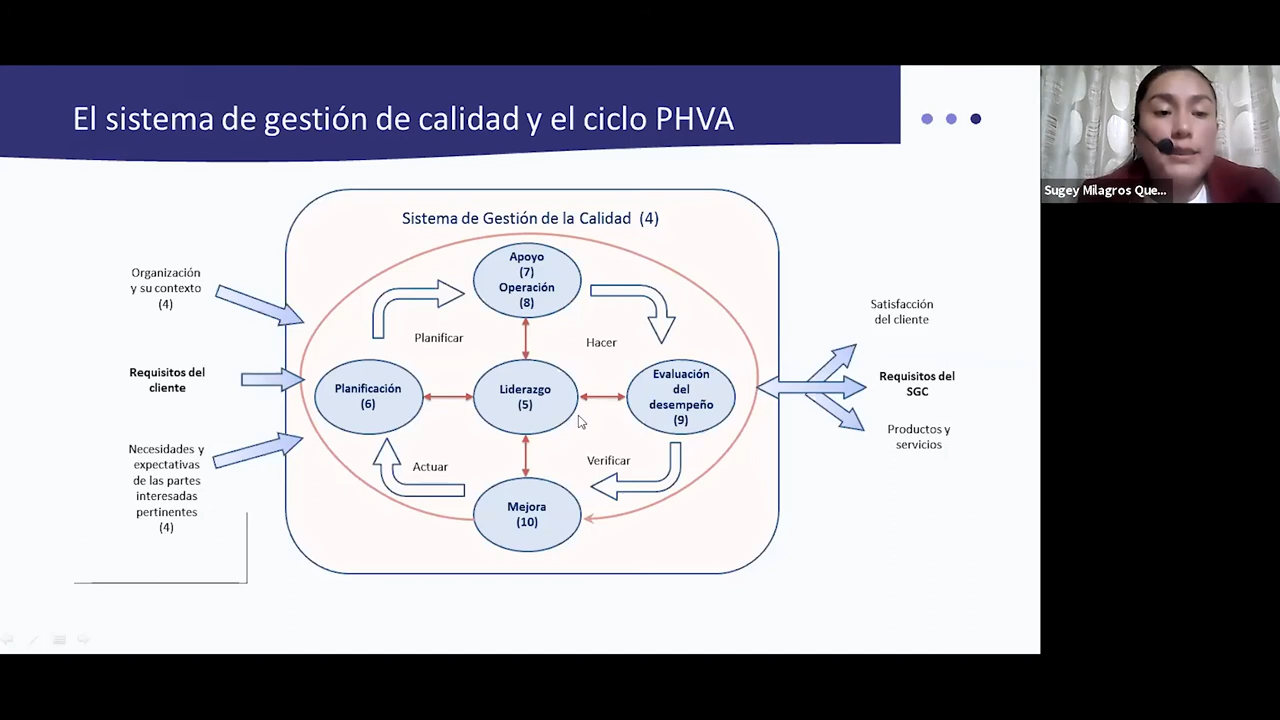 El sistema de gestión de calidad y el ciclo PHVA
Sugey Milagros Que...
Sistema de Gestión de la Calidad (4)
Organización
y su contexto
(4)
Requisitos del
cliente
Necesidades y
expectativas
de las partes
interesadas
pertinentes
(4)
Apoyo
(7)
Operación
(8)
Planificar
Hacer
Planificación
(6)
Liderazgo
(5)
Evaluación
del
desempeño
(9)
Actuar
Verificar
Mejora
(10)
Satisfacción
del cliente
Requisitos del
SGC
Productos y
servicios